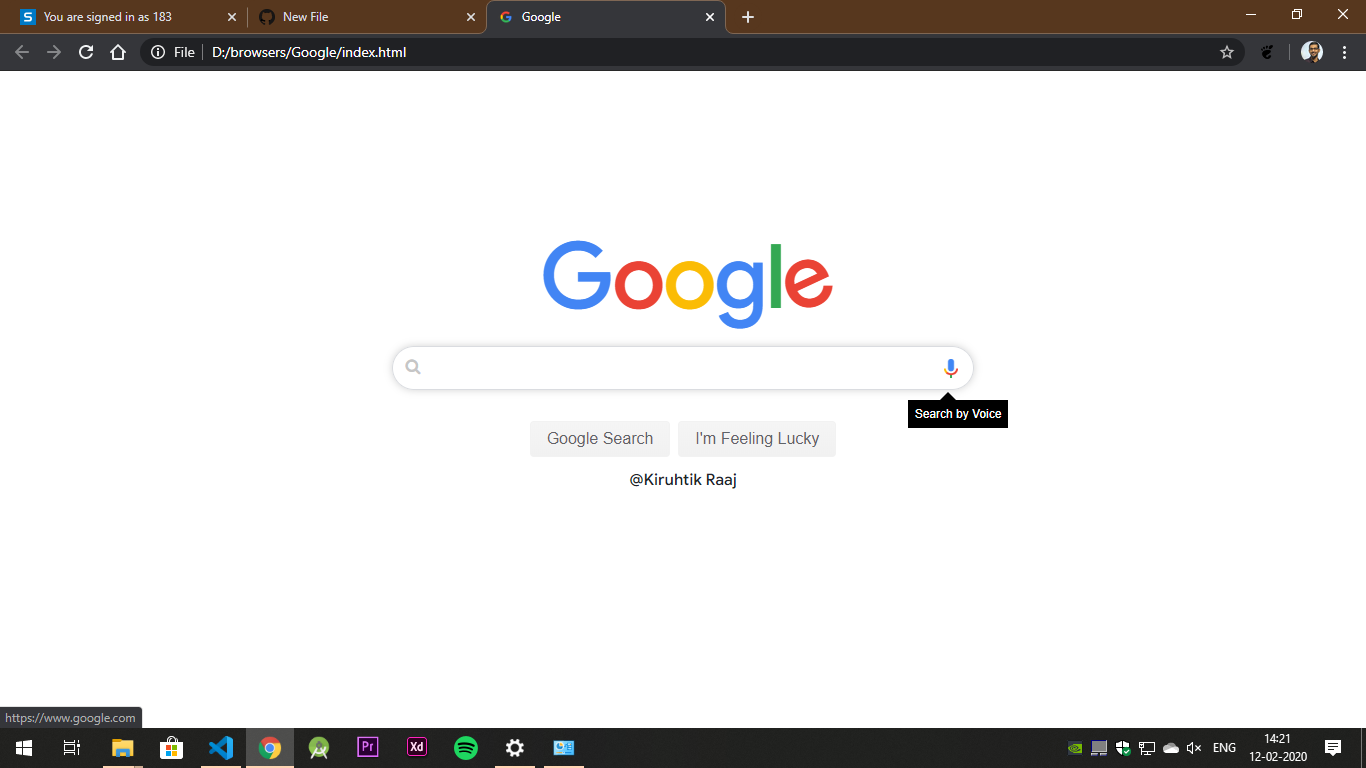 You are signed in as 183
New File
Google
File
D:/browsers/Google/index.html
Google
Search by Voice
Google Search
I'm Feeling Lucky
@Kiruhtik Raaj
https://www.google.com
Pr
Xd
ENG
14:21
12-02-2020